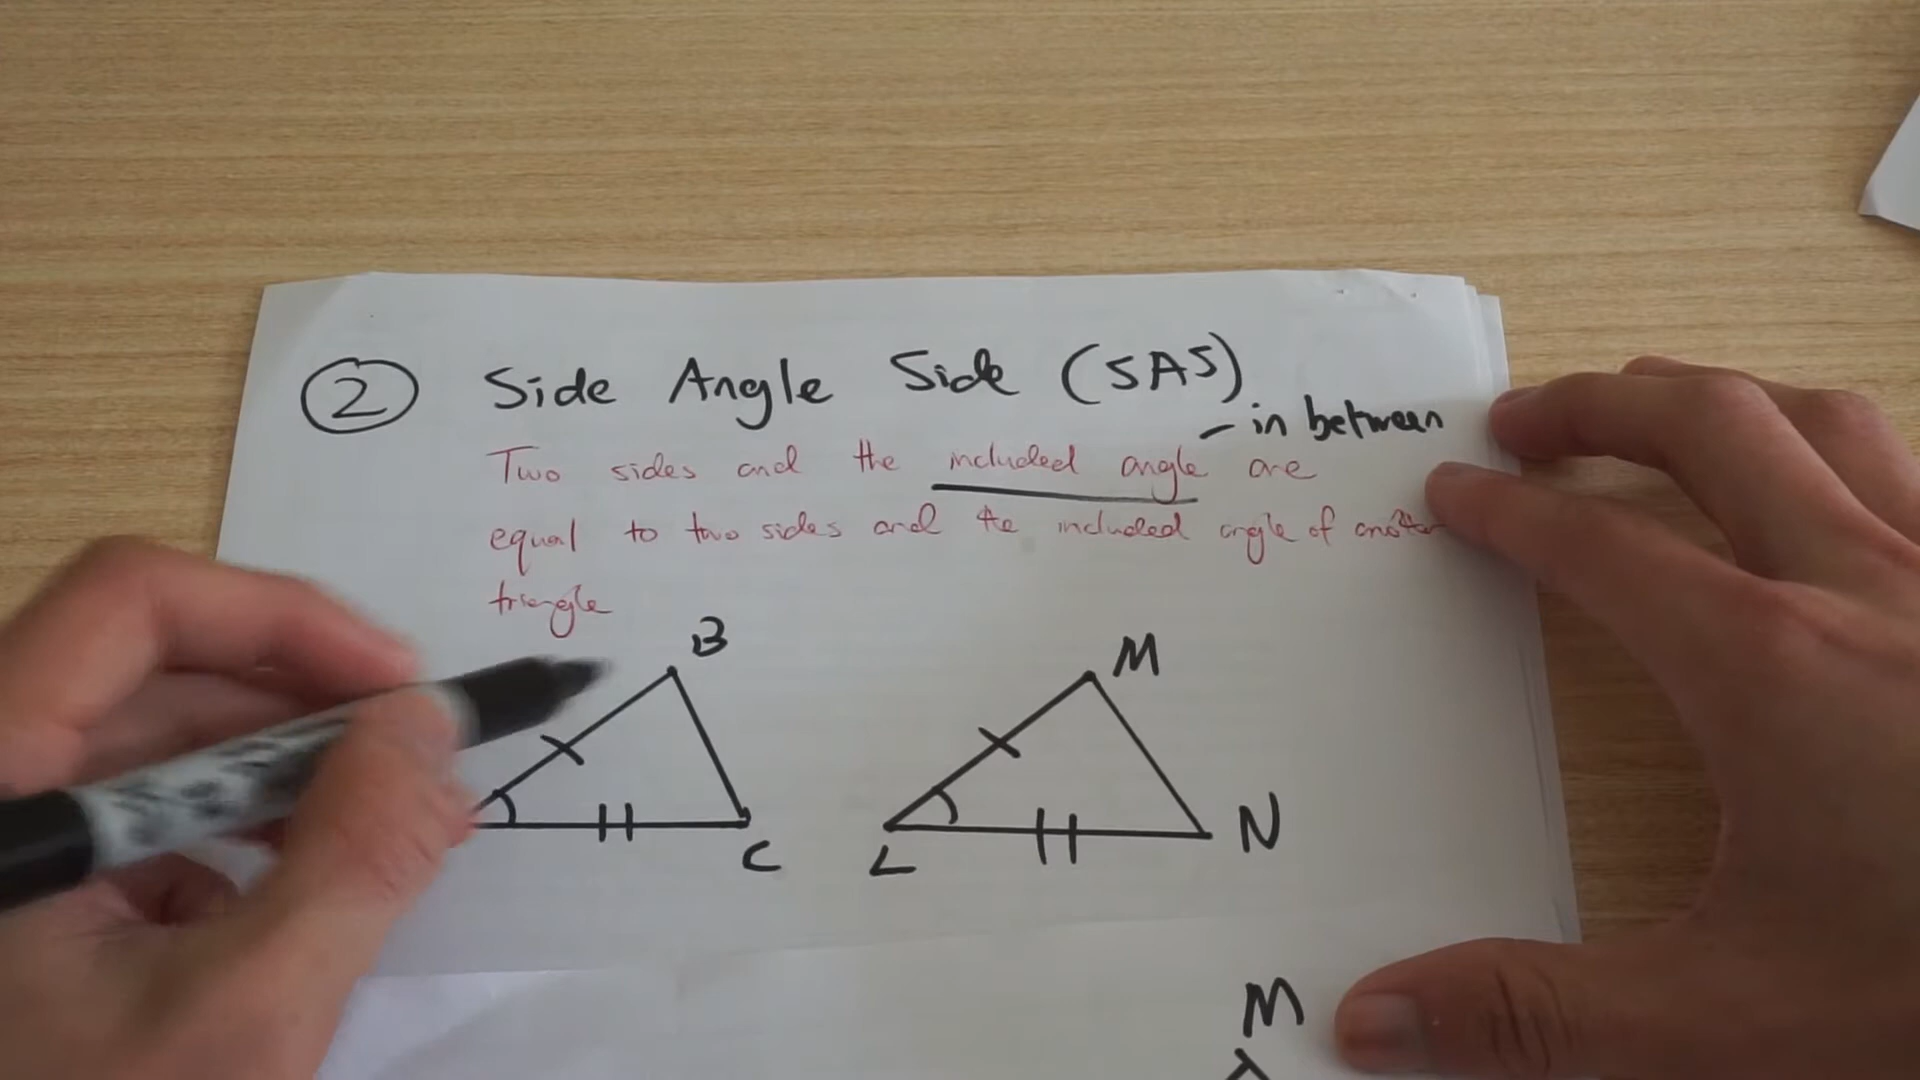 2 Side Angle Side (SAS)
- in between
Two sides and the included angle are
equal to two sides and the included angle of another
triangle
B
M
C
L
N
M